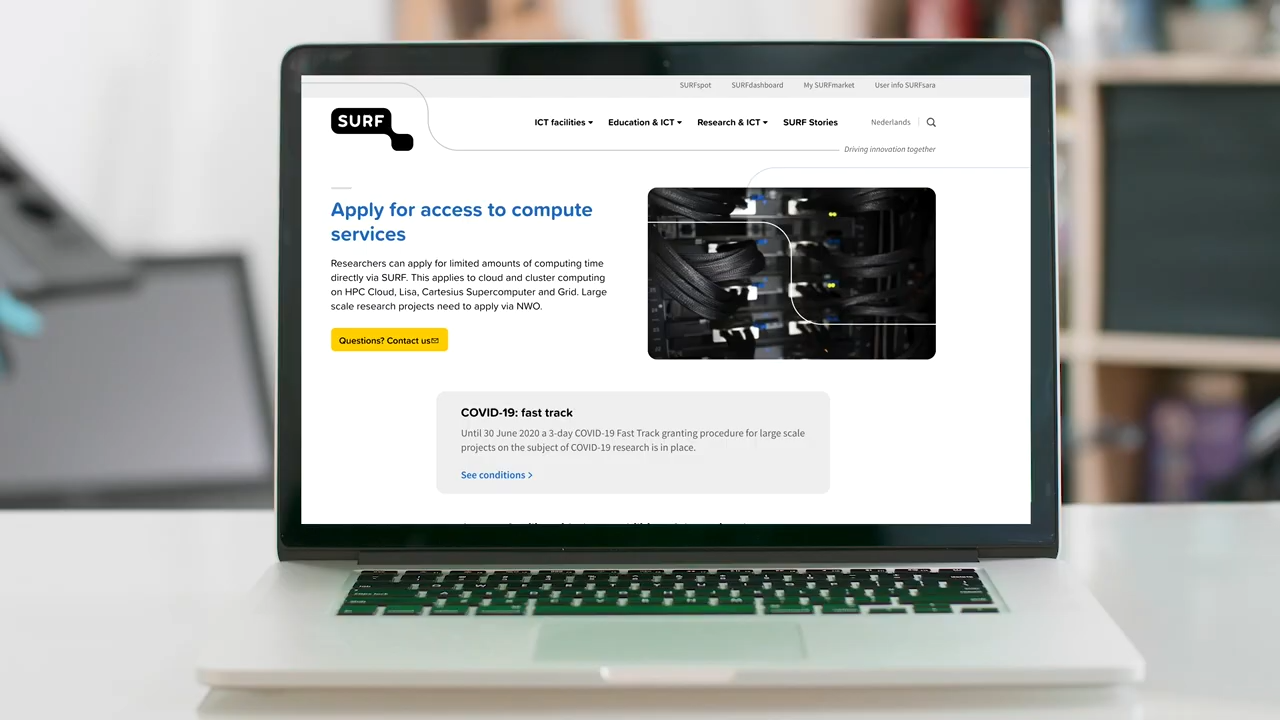 SURFspot SURFdashboard My SURFmarket User info SURFsara
SURF
ICT facilities Education & ICT Research & ICT SURF Stories Nederlands
Driving innovation together
Apply for access to compute
services
Researchers can apply for limited amounts of computing time
directly via SURF. This applies to cloud and cluster computing
on HPC Cloud, Lisa, Cartesius Supercomputer and Grid. Large
scale research projects need to apply via NWO.
Questions? Contact us
COVID-19: fast track
Until 30 June 2020 a 3-day COVID-19 Fast Track granting procedure for large scale
projects on the subject of COVID-19 research is in place.
See conditions >